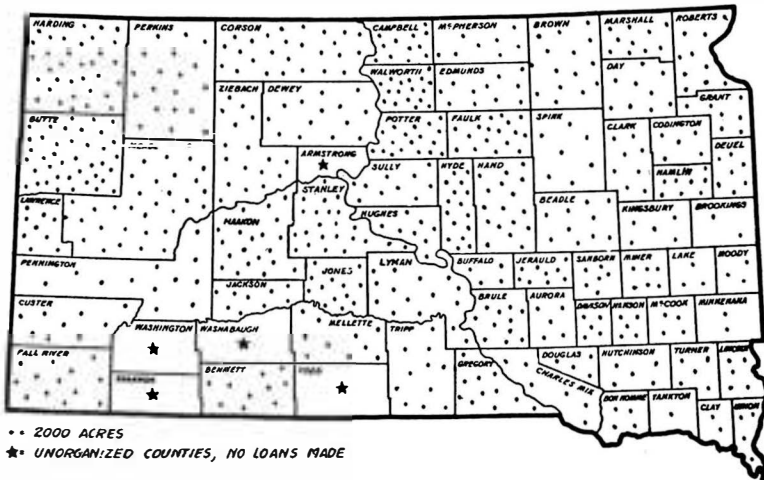 HARDING PERKINS CORSON CAMPBELL McPHERSON BROWN MARSHALL ROBERTS
WALWORTH EDMUNDS DAY
ZIEBACH DEWEY GRANT
BUTTE POTTER FAULK SPINK CLARK CODINGTON
DEUEL
ARMSTRONG SULLY HYDE HAND HAMLIN
STANLEY
LAWRENCE HAAKON HUGHES BEADLE KINGSBURY BROOKINGS
PENNINGTON LYMAN BUFFALO JERAULD SANBORN MINER LAKE MOODY
JACKSON JONES
CUSTER BRULE AURORA DAVISON HANSON McCOOK MINNEHAHA
WASHINGTON WASHABAUGH MELLETTE TRIPP
FALL RIVER BENNETT GREGORY DOUGLAS HUTCHINSON TURNER LINCOLN
CHARLES MIX
BON HOMME YANKTON CLAY UNION
•• 2000 ACRES
★• UNORGANIZED COUNTIES, NO LOANS MADE